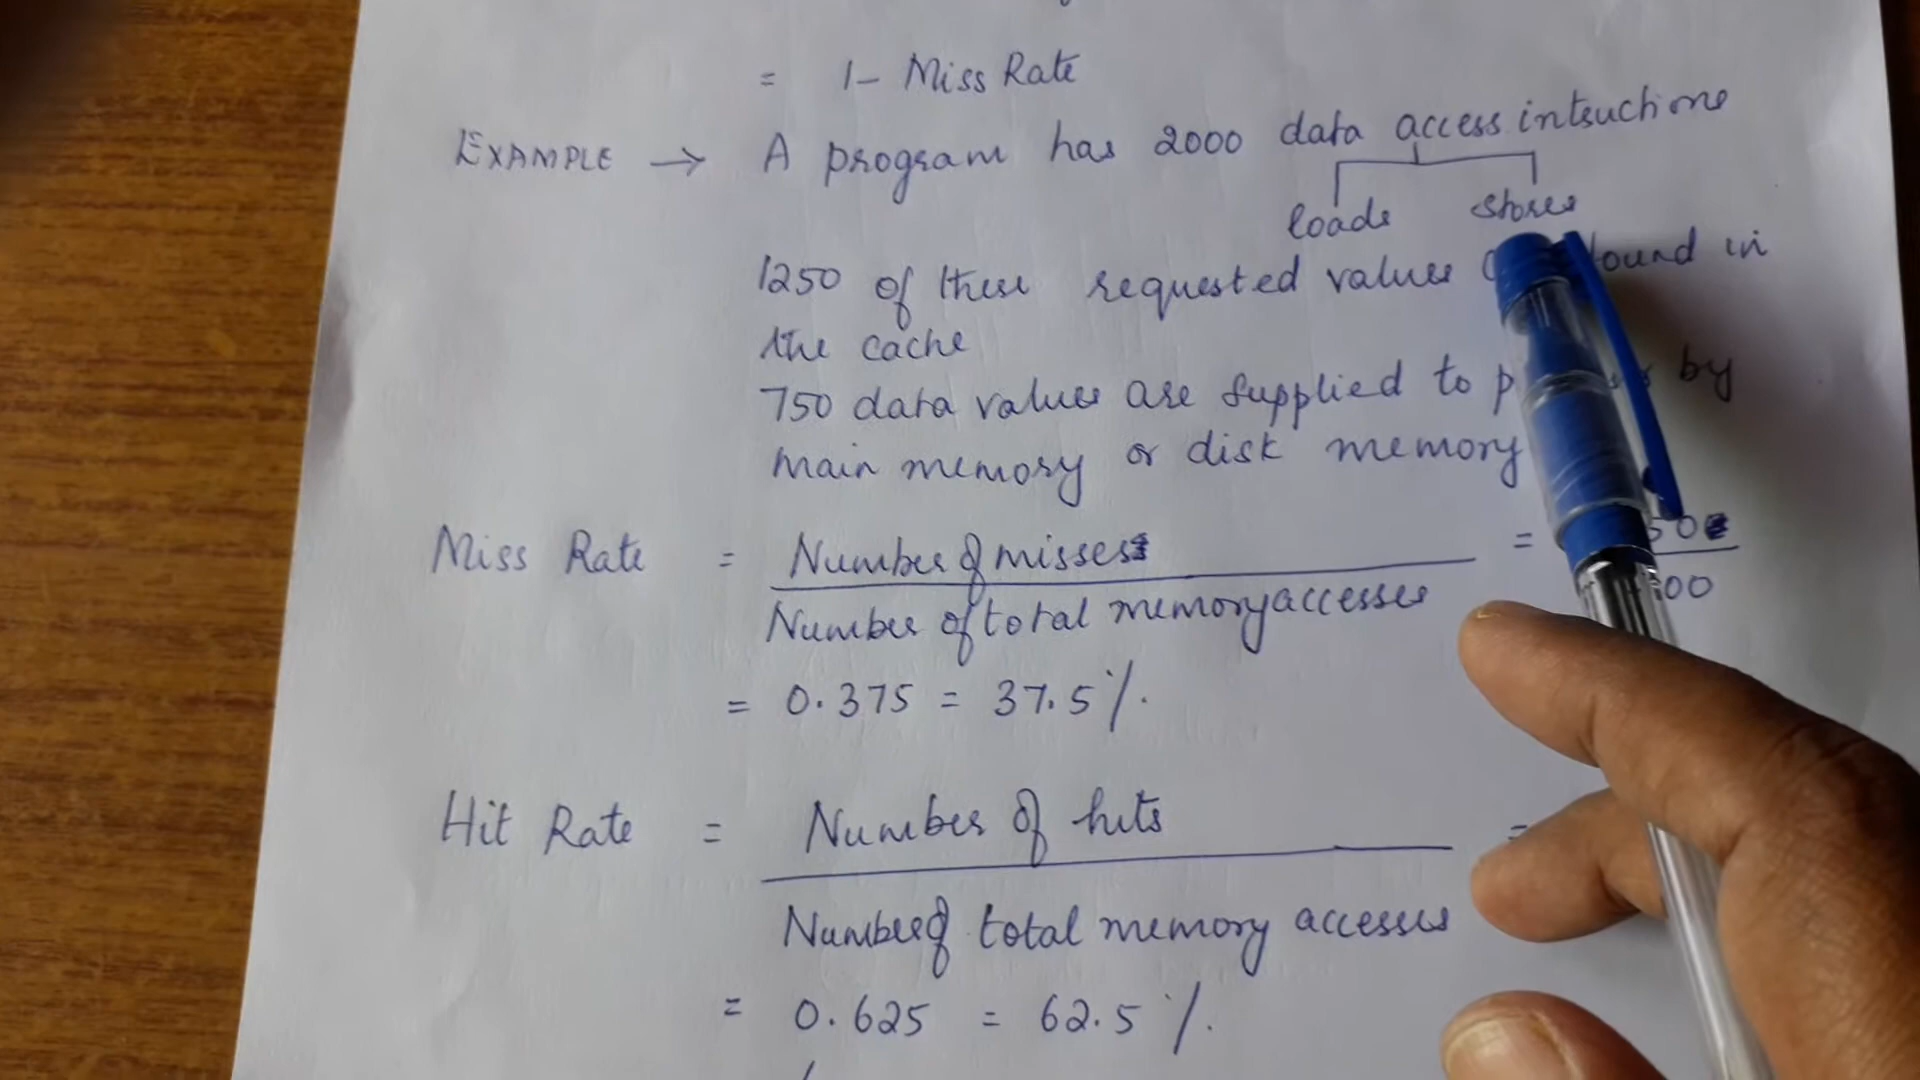 = 1 - Miss Rate
EXAMPLE → A program has 2000 data access intsuctions
loads stores
1250 of these requested values found in
the cache
750 data values are supplied to by
main memory or disk memory
Miss Rate = Number of misses =
Number of total memory accesses
= 0.375 = 37.5%.
Hit Rate = Number of hits =
Number of total memory accesses
= 0.625 = 62.5%.